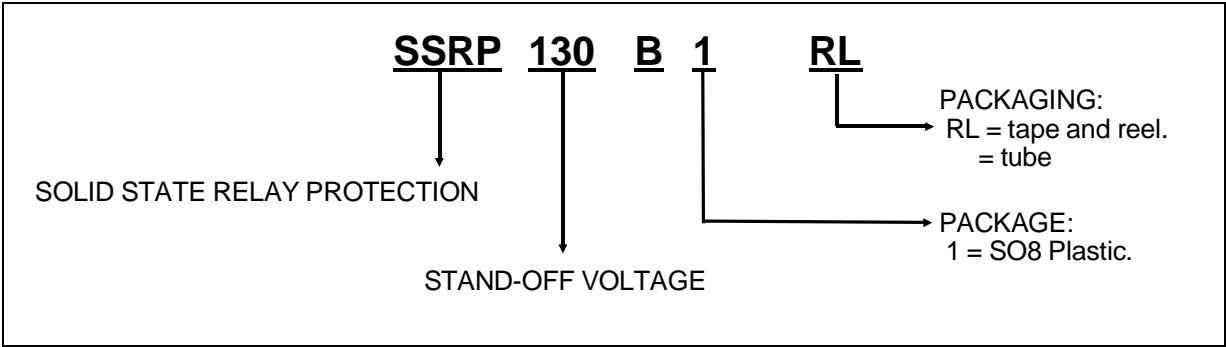 SSRP 130 B 1 RL
PACKAGING:
RL = tape and reel.
= tube
SOLID STATE RELAY PROTECTION
PACKAGE:
1 = SO8 Plastic.
STAND-OFF VOLTAGE